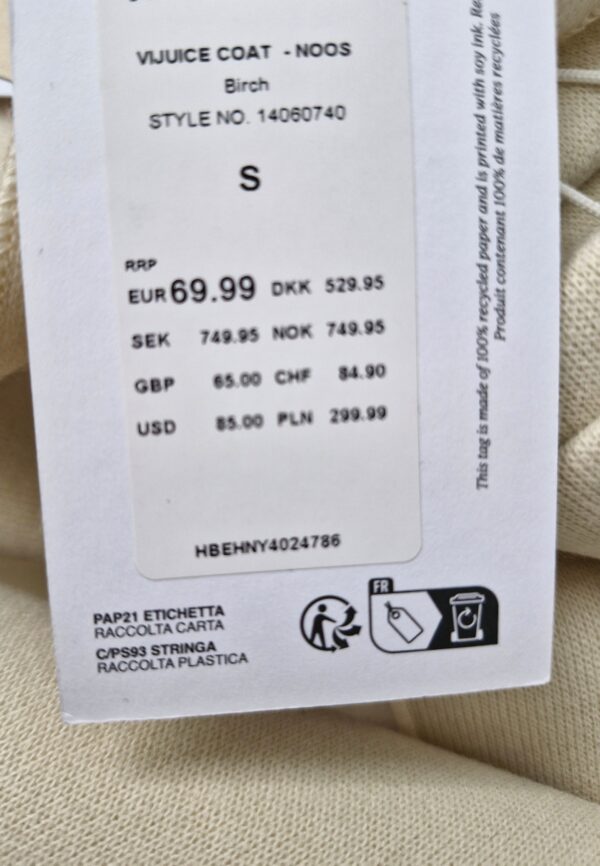 VIJUICE COAT - NOOS
Birch
STYLE NO. 14060740
S
RRP
EUR 69.99 DKK 529.95
SEK 749.95 NOK 749.95
GBP 65.00 CHF 84.90
USD 85.00 PLN 299.99
HBEHNY4024786
PAP21 ETICHETTA
RACCOLTA CARTA
C/PS93 STRINGA
RACCOLTA PLASTICA
FR
This tag is made of 100% recycled paper and is printed with soy ink.
Produit contenant 100% de matières recyclées